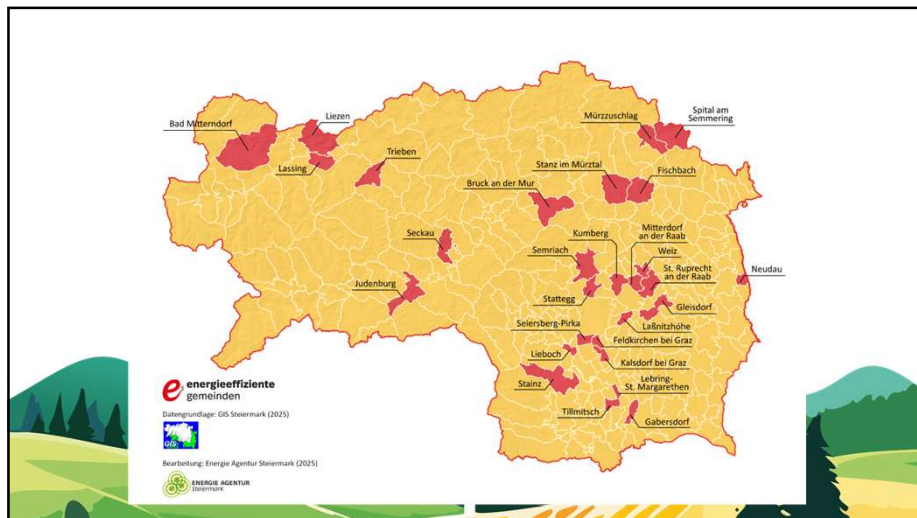 Bad Mitterndorf
Liezen
Lassing
Trieben
Mürzzuschlag
Spital am
Semmering
Stanz im Mürztal
Fischbach
Bruck an der Mur
Seckau
Judenburg
Semriach
Kumberg
Mitterdorf
an der Raab
Weiz
St. Ruprecht
an der Raab
Neudau
Stattegg
Gleisdorf
Laßnitzhöhe
Seiersberg-Pirka
Feldkirchen bei Graz
Lieboch
Kalsdorf bei Graz
Stainz
Lebring-
St. Margarethen
Tillmitsch
Gabersdorf
e energieeffiziente
gemeinden
Datengrundlage: GIS Steiermark (2025)
GIS
Bearbeitung: Energie Agentur Steiermark (2025)
ENERGIE AGENTUR
Steiermark